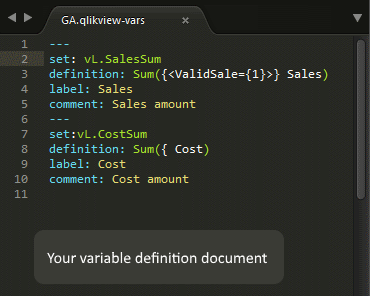 GA.qlikview-vars ×
1 ---
2 set: vL.SalesSum
3 definition: Sum({<ValidSale={1}>} Sales)
4 label: Sales
5 comment: Sales amount
6 ---
7 set:vL.CostSum
8 definition: Sum({ Cost)
9 label: Cost
10 comment: Cost amount
11
Your variable definition document